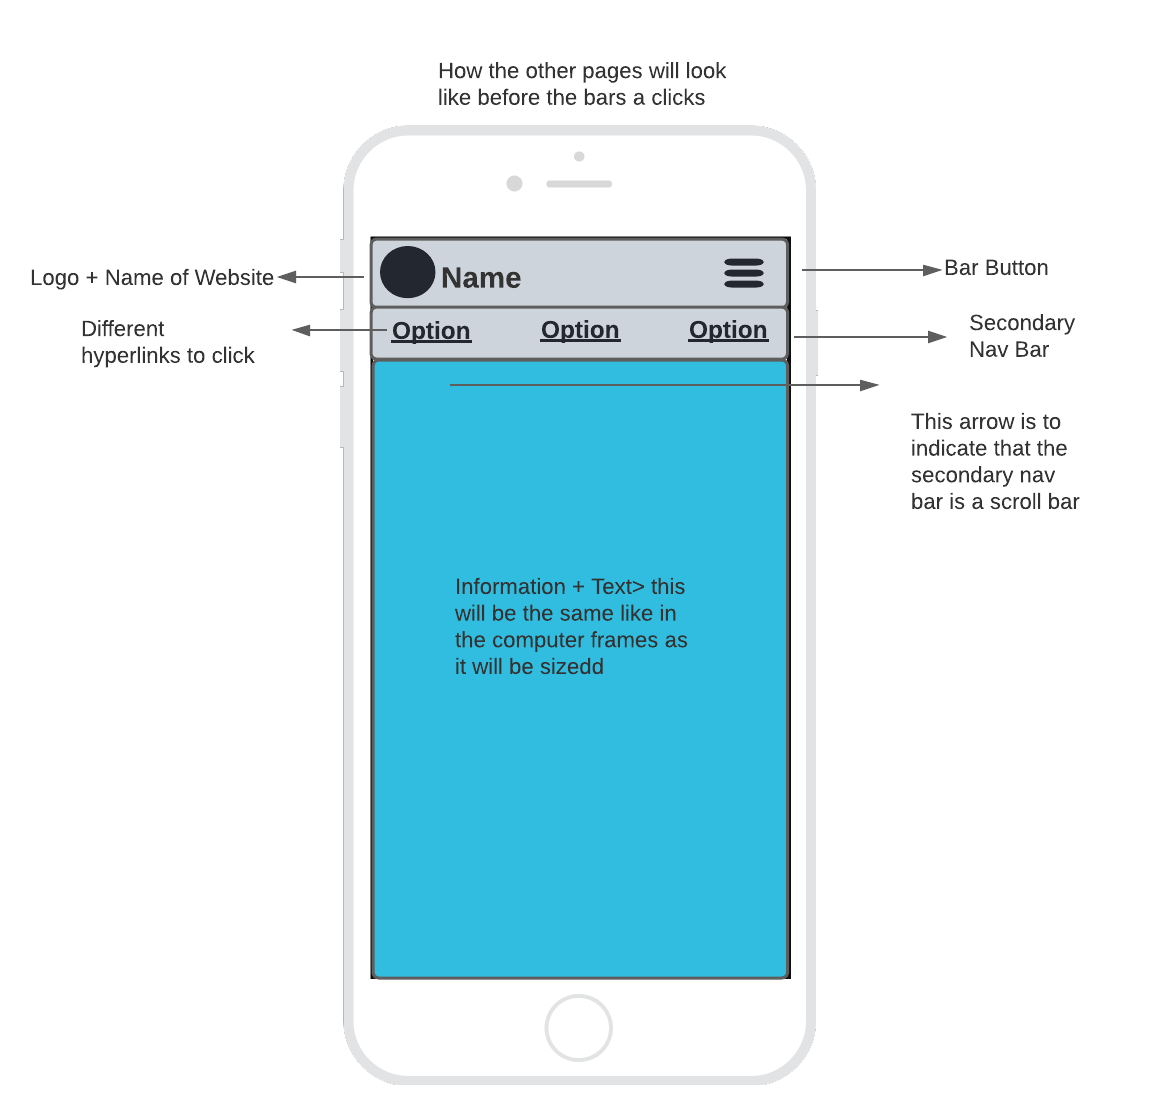 How the other pages will look
like before the bars a clicks
Logo + Name of Website
Name
Bar Button
Different
hyperlinks to click
Option
Option
Option
Secondary
Nav Bar
This arrow is to
indicate that the
secondary nav
bar is a scroll bar
Information + Text> this
will be the same like in
the computer frames as
it will be sizedd